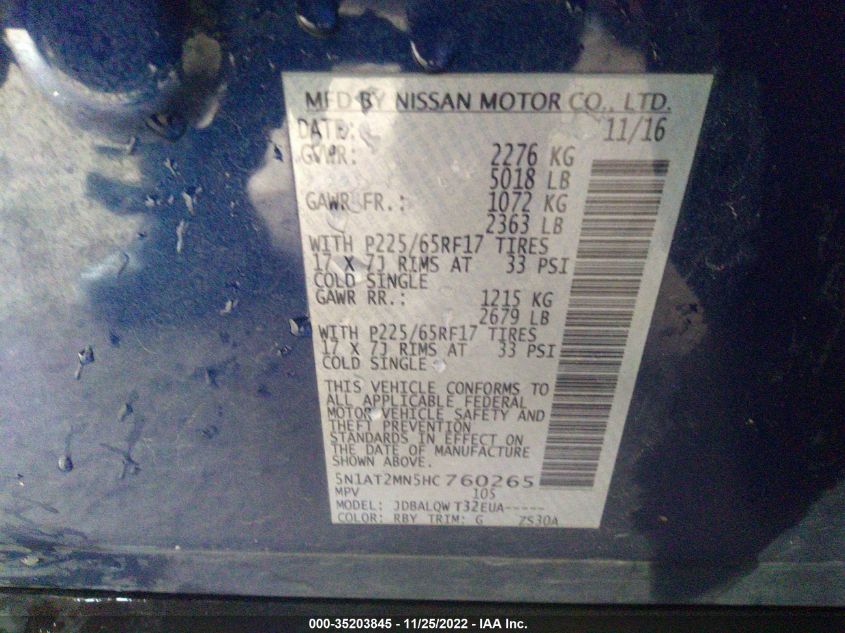 MFD BY NISSAN MOTOR CO., LTD.
DATE: 11/16
GVWR: 2276 KG
5018 LB
GAWR FR.: 1072 KG
2363 LB
WITH P225/65RF17 TIRES
17 X 7J RIMS AT 33 PSI
COLD SINGLE
GAWR RR.: 1215 KG
2679 LB
WITH P225/65RF17 TIRES
17 X 7J RIMS AT 33 PSI
COLD SINGLE
THIS VEHICLE CONFORMS TO
ALL APPLICABLE FEDERAL
MOTOR VEHICLE SAFETY AND
THEFT PREVENTION
STANDARDS IN EFFECT ON
THE DATE OF MANUFACTURE
SHOWN ABOVE.
5N1AT2MN5HC760265
MPV 105
MODEL: JDBALQW T32EUA-----
COLOR: RBY TRIM: G ZS30A
000-35203845 - 11/25/2022 - IAA Inc.